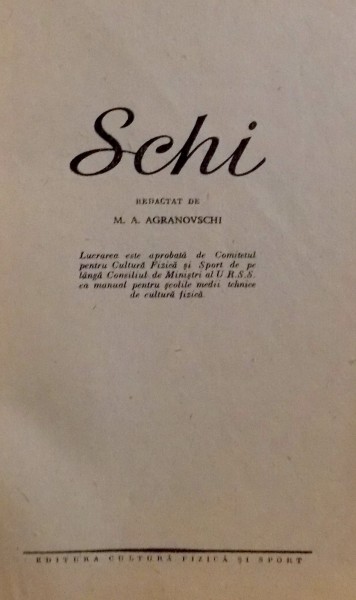 Schi
REDACTAT DE
M. A. AGRANOVSCHI
Lucrarea este aprobată de Comitetul
pentru Cultură Fizică și Sport de pe
lângă Consiliul de Miniștri al U R.S.S.
ca manual pentru școlile medii tehnice
de cultură fizică.
EDITURA CULTURĂ FIZICĂ ȘI SPORT